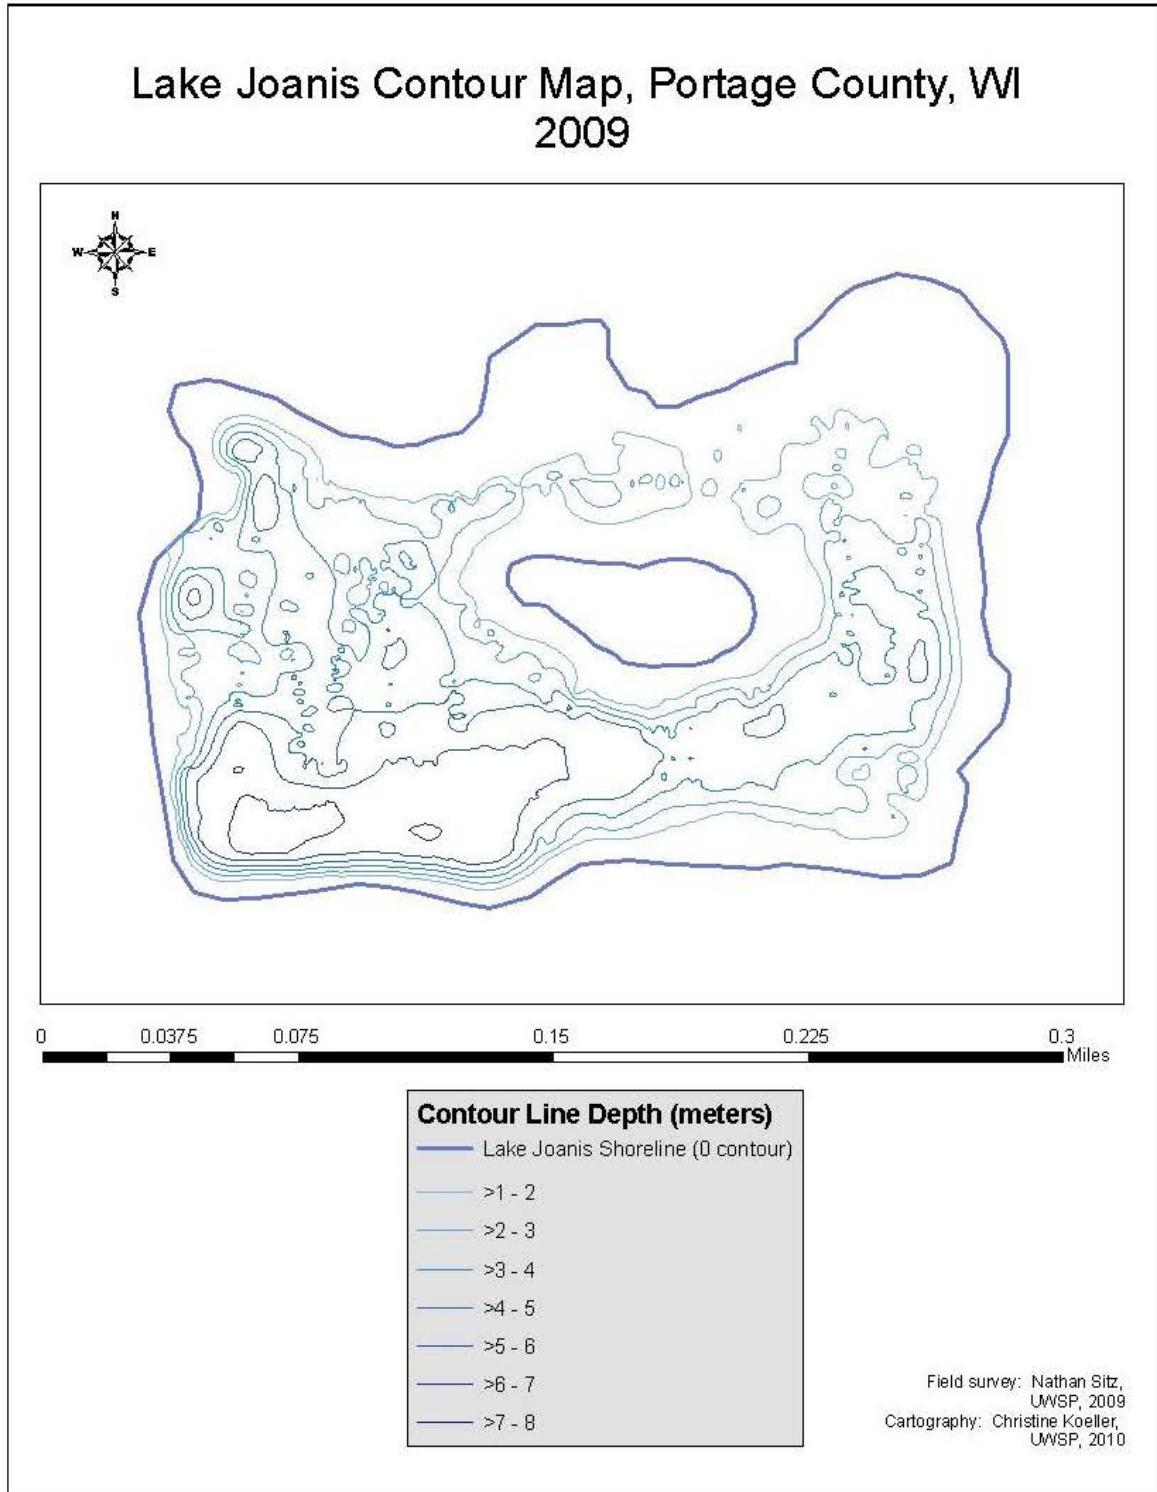 Lake Joanis Contour Map, Portage County, WI
2009
N
W E
S
0 0.0375 0.075 0.15 0.225 0.3
Miles
Contour Line Depth (meters)
Lake Joanis Shoreline (0 contour)
>1 - 2
>2 - 3
>3 - 4
>4 - 5
>5 - 6
>6 - 7
>7 - 8
Field survey: Nathan Sitz,
UWSP, 2009
Cartography: Christine Koeller,
UWSP, 2010